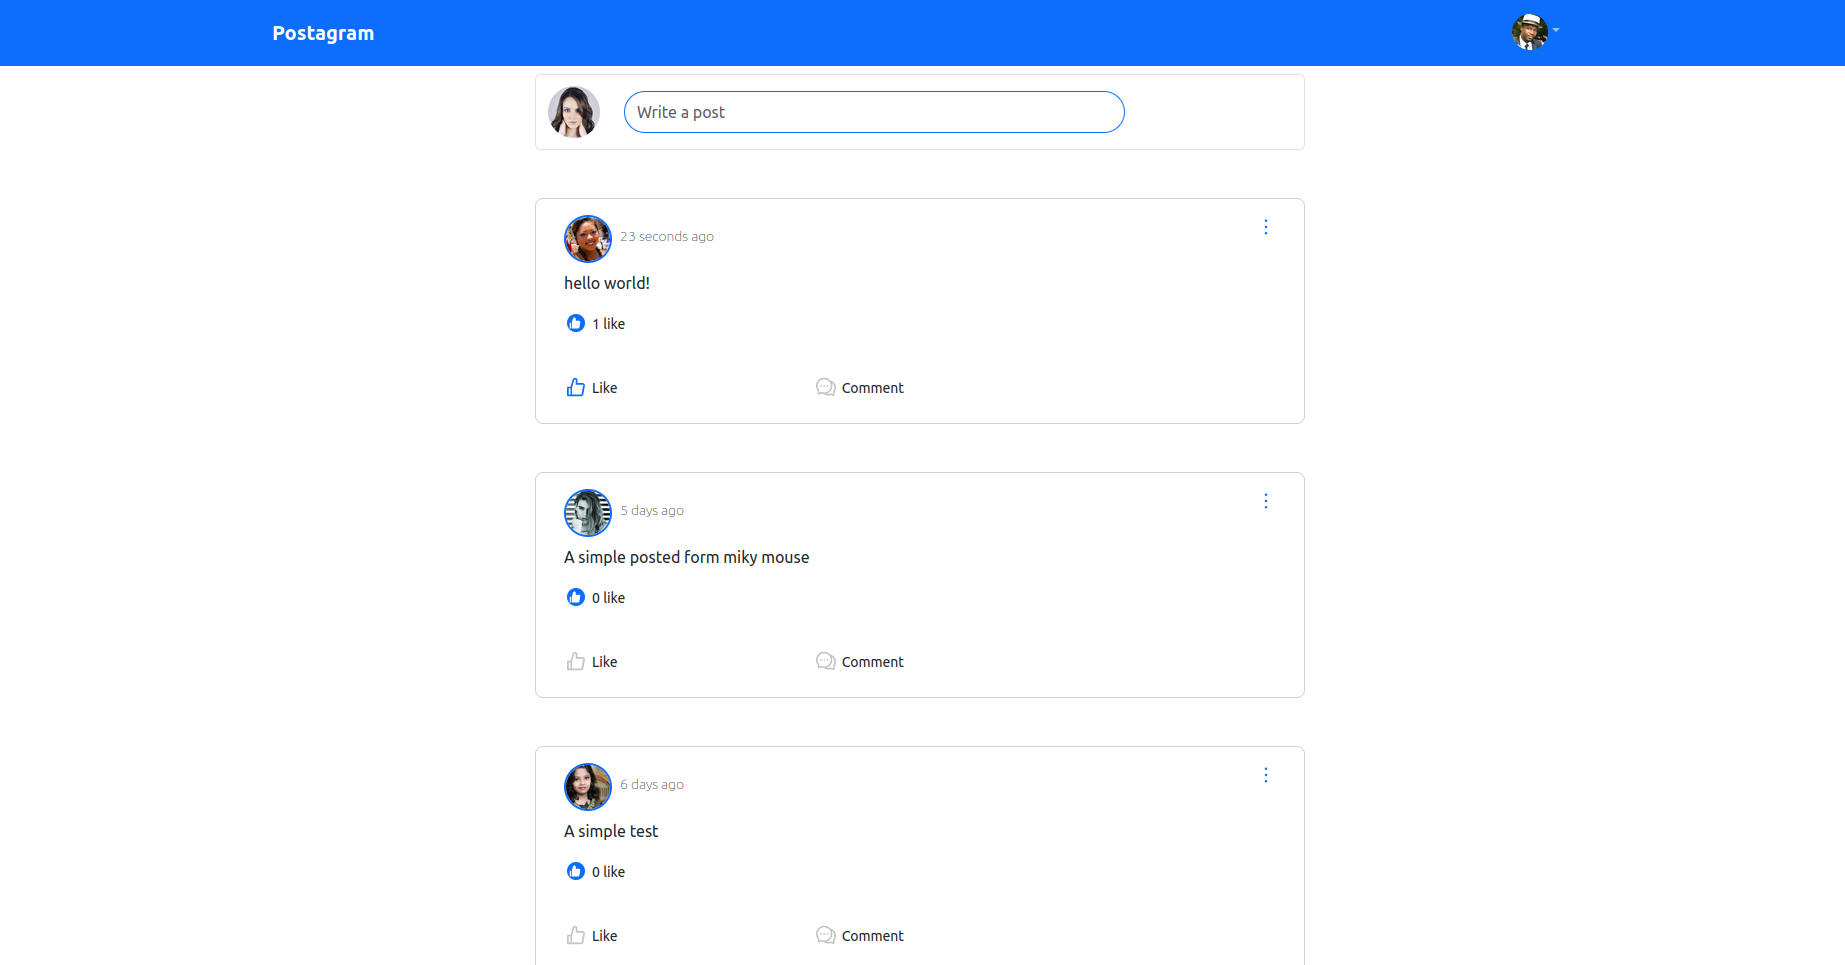 Postagram
Write a post
23 seconds ago
hello world!
1 like
Like Comment
5 days ago
A simple posted form miky mouse
0 like
Like Comment
6 days ago
A simple test
0 like
Like Comment